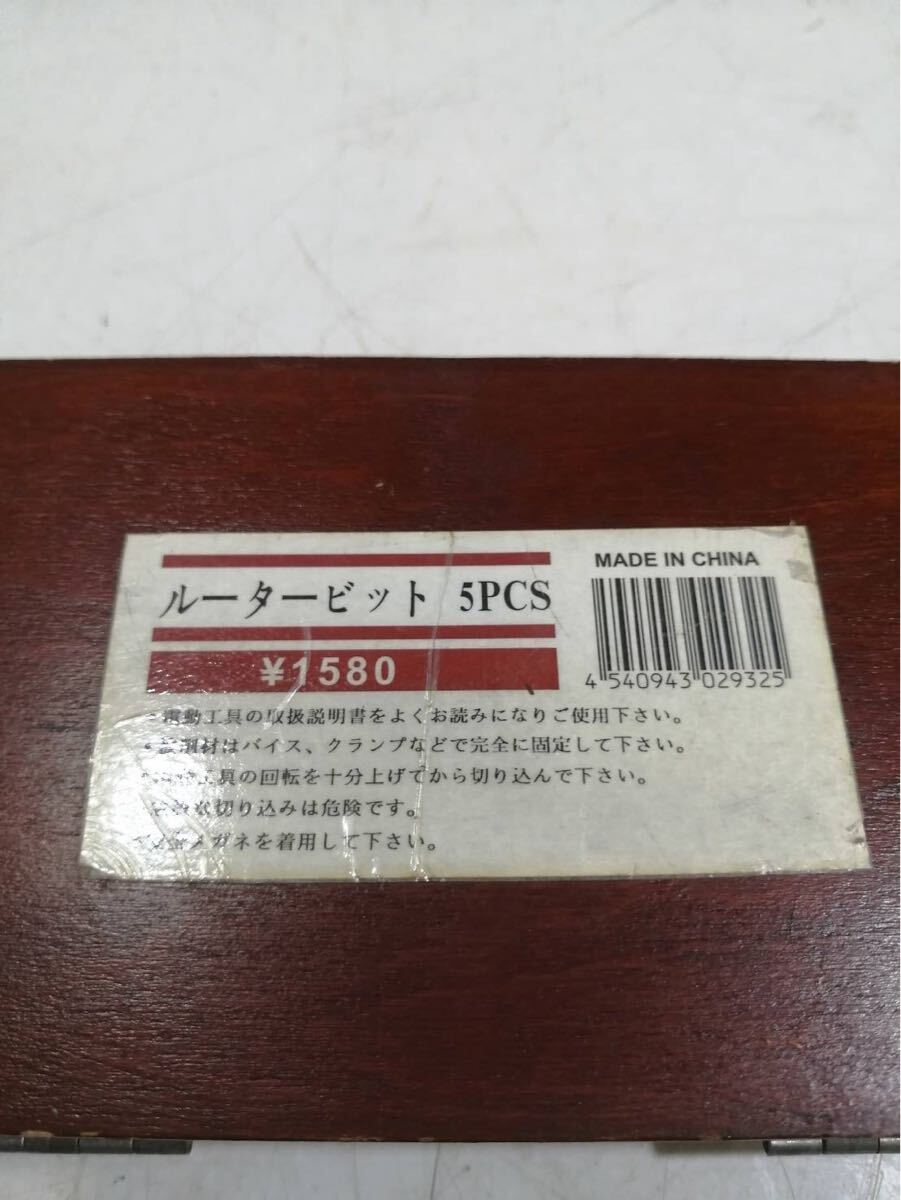 ルータービット 5PCS
¥1580
MADE IN CHINA
4 540943 029325
・電動工具の取扱説明書をよくお読みになりご使用下さい。
材はバイス、クランプなどで完全に固定して下さい。
工具の回転を十分上げてから切り込んで下さい。
な切り込みは危険です。
メガネを着用して下さい。